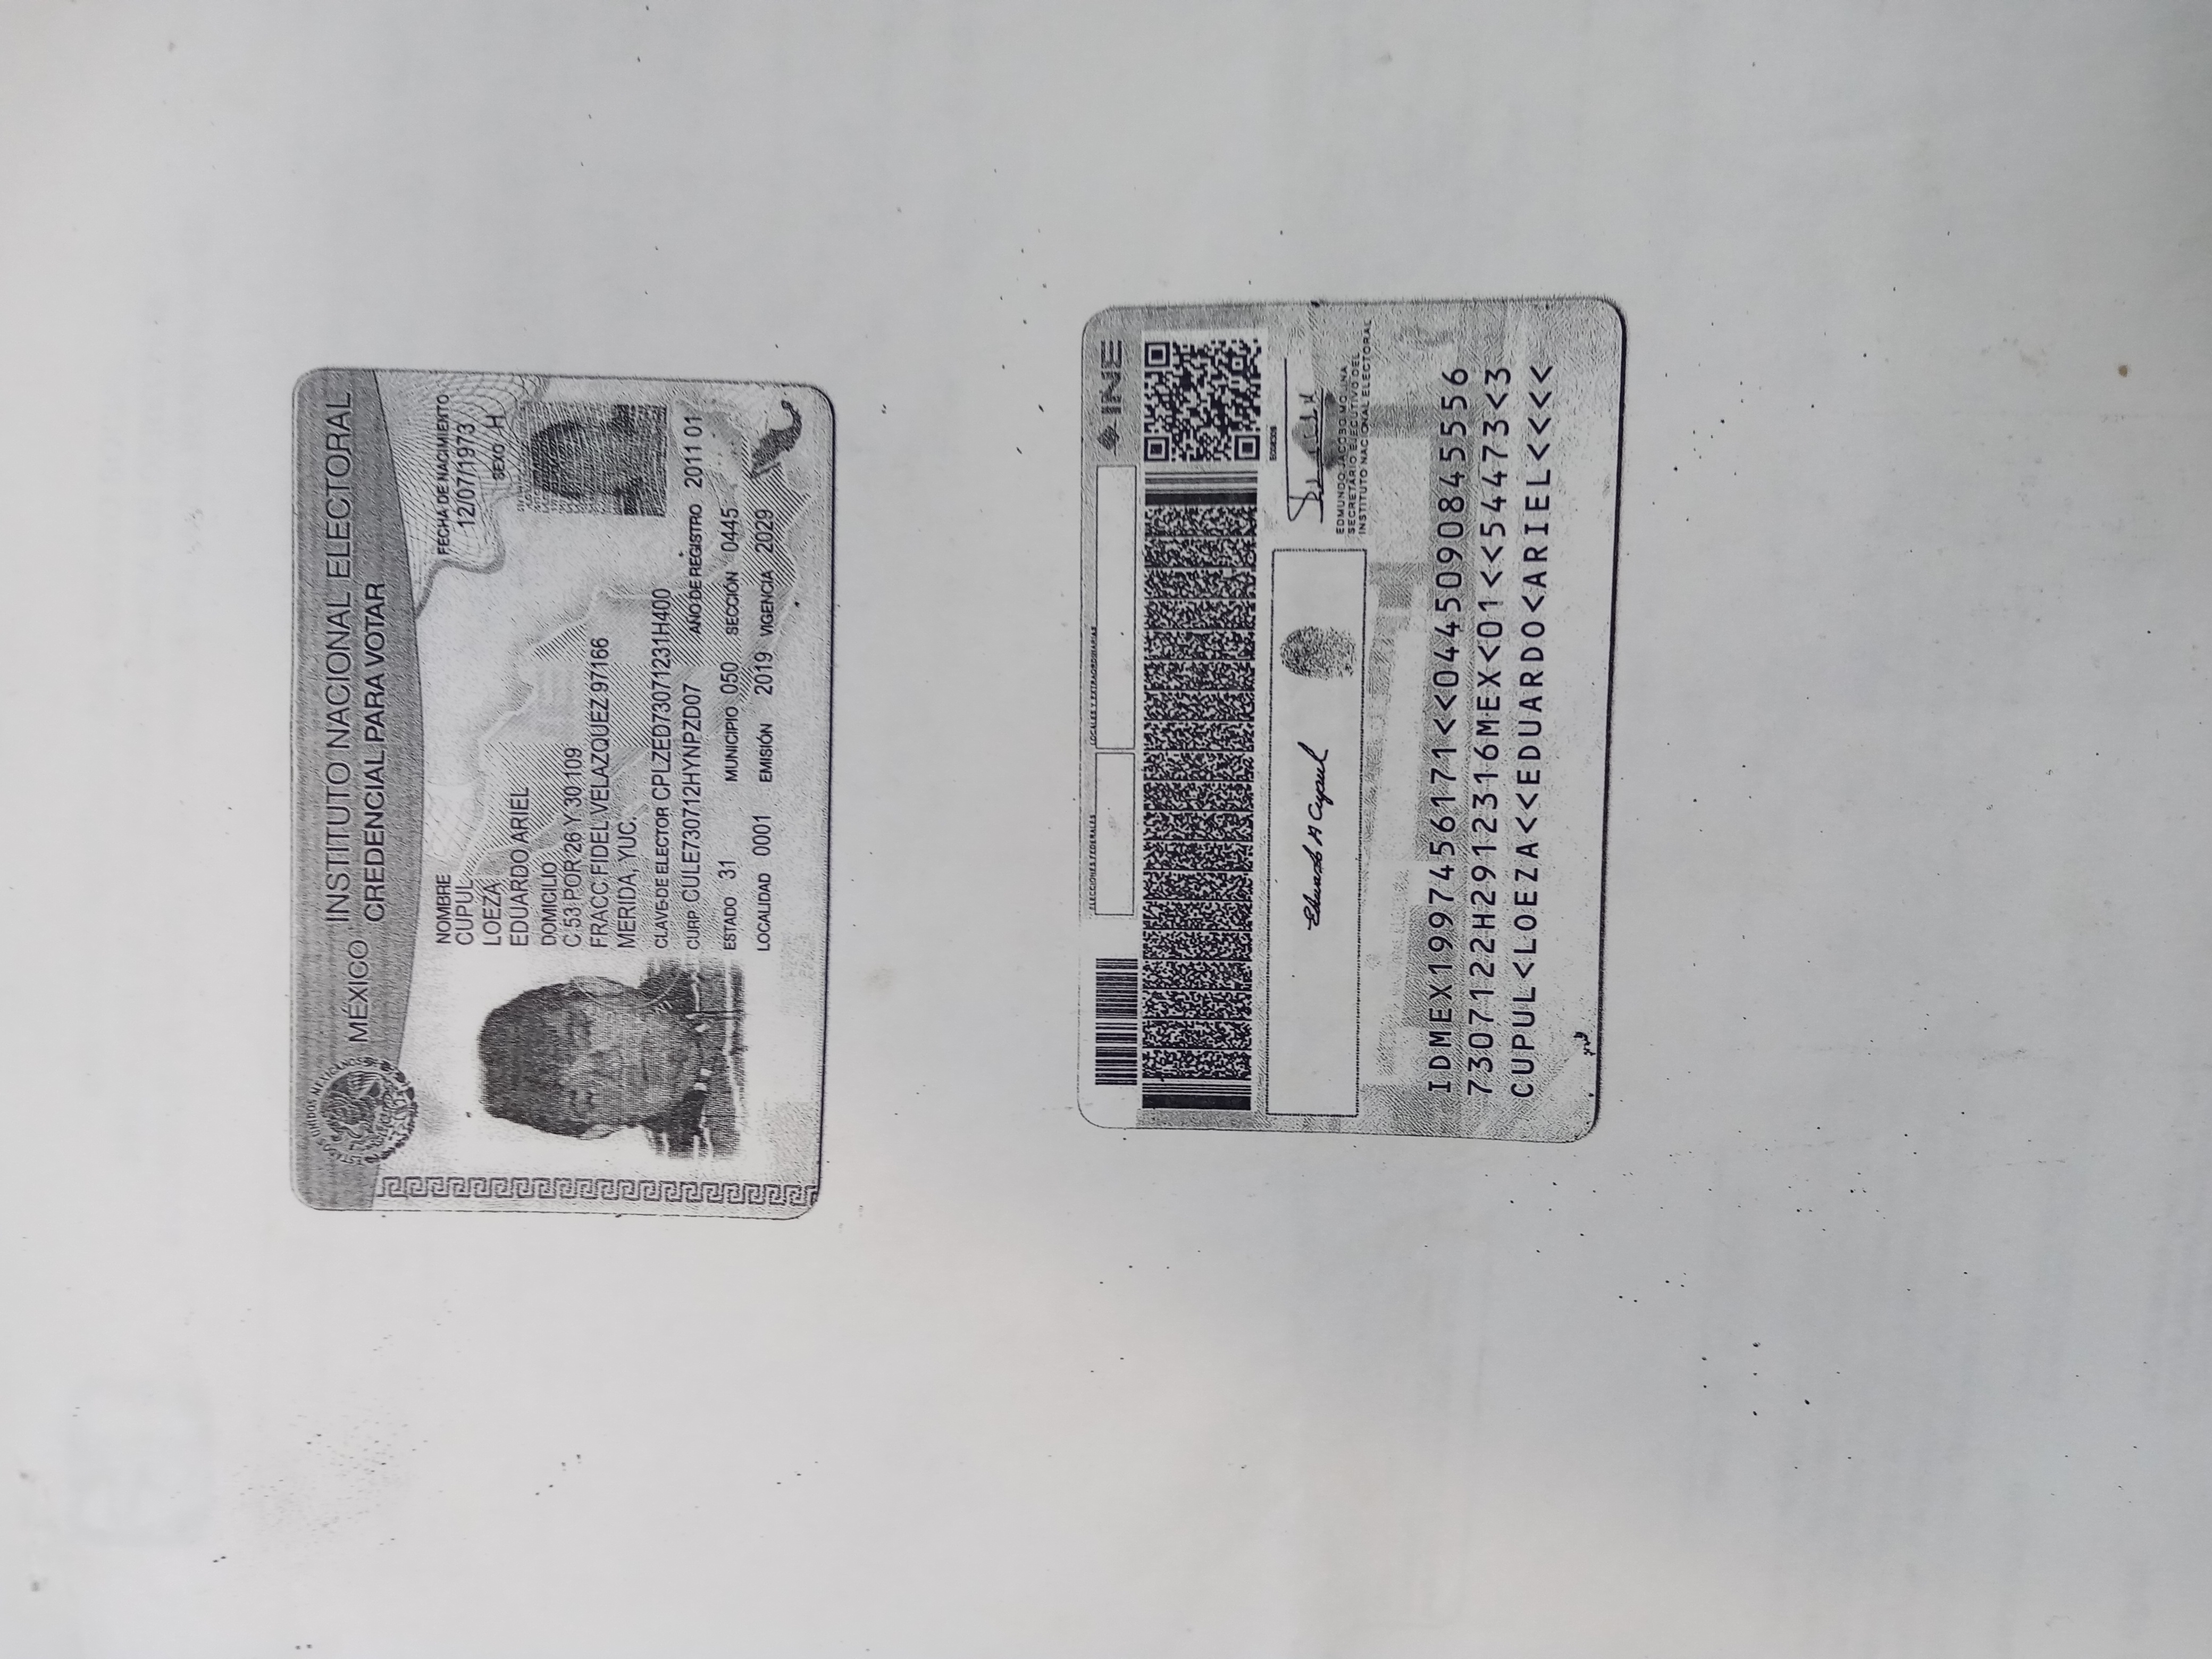 ESTADOS UNIDOS MEXICANOS
MÉXICO INSTITUTO NACIONAL ELECTORAL
CREDENCIAL PARA VOTAR
NOMBRE
CUPUL
LOEZA
EDUARDO ARIEL
FECHA DE NACIMIENTO
12/07/1973
SEXO H
DOMICILIO
C 53 POR 26 Y 30 109
FRACC FIDEL VELAZQUEZ 97166
MERIDA, YUC.
CLAVE DE ELECTOR CPLZED73071231H400
CURP CULE730712HYNPZD07 AÑO DE REGISTRO 2011 01
ESTADO 31 MUNICIPIO 050 SECCIÓN 0445
LOCALIDAD 0001 EMISIÓN 2019 VIGENCIA 2029
ELECCIONES FEDERALES
LOCALES Y EXTRAORDINARIAS
INE
EDMUNDO JACOBO MOLINA
SECRETARIO EJECUTIVO DEL
INSTITUTO NACIONAL ELECTORAL
Eduardo A Cupul
IDMEX1997456171<<0445090845556
7307122H2912316MEX<01<<54473<3
CUPUL<LOEZA<<EDUARDO<ARIEL<<<<